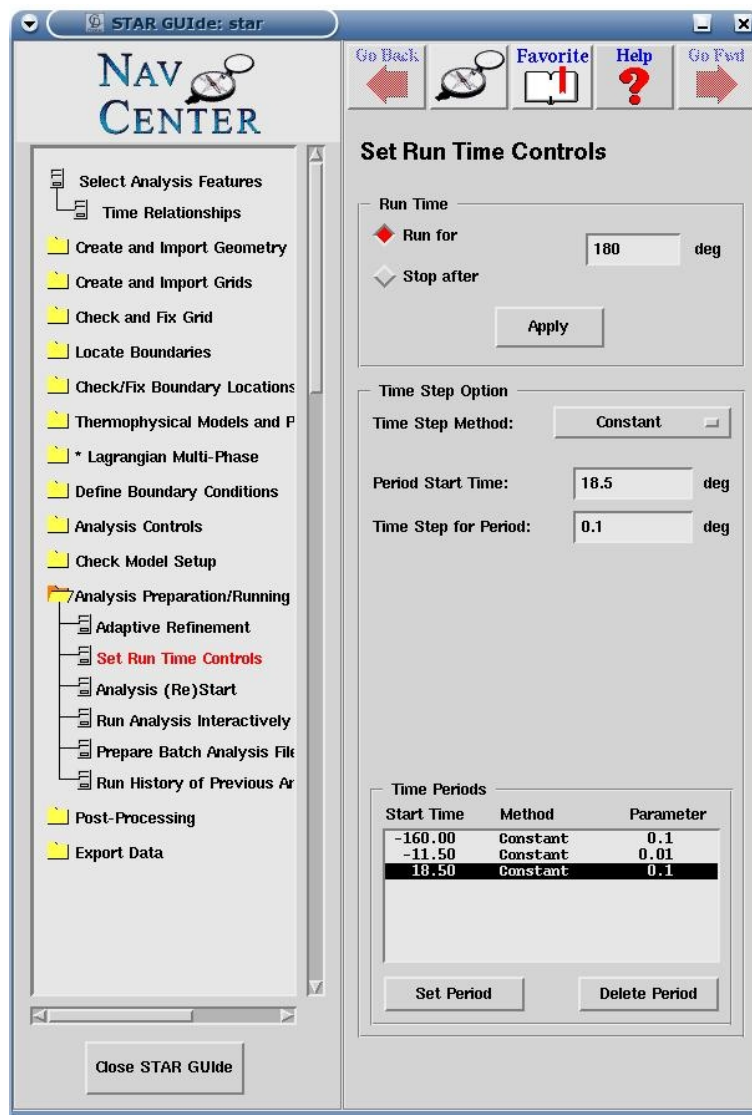 STAR GUIde: star
NAV
CENTER
Select Analysis Features
Time Relationships
Create and Import Geometry
Create and Import Grids
Check and Fix Grid
Locate Boundaries
Check/Fix Boundary Locations
Thermophysical Models and P
* Lagrangian Multi-Phase
Define Boundary Conditions
Analysis Controls
Check Model Setup
Analysis Preparation/Running
Adaptive Refinement
Set Run Time Controls
Analysis (Re)Start
Run Analysis Interactively
Prepare Batch Analysis File
Run History of Previous An
Post-Processing
Export Data
Close STAR GUIde
Go Back
Favorite
Help
Go Fwd
Set Run Time Controls
Run Time
Run for
180 deg
Stop after
Apply
Time Step Option
Time Step Method: Constant
Period Start Time: 18.5 deg
Time Step for Period: 0.1 deg
Time Periods
Start Time Method Parameter
-160.00 Constant 0.1
-11.50 Constant 0.01
18.50 Constant 0.1
Set Period
Delete Period